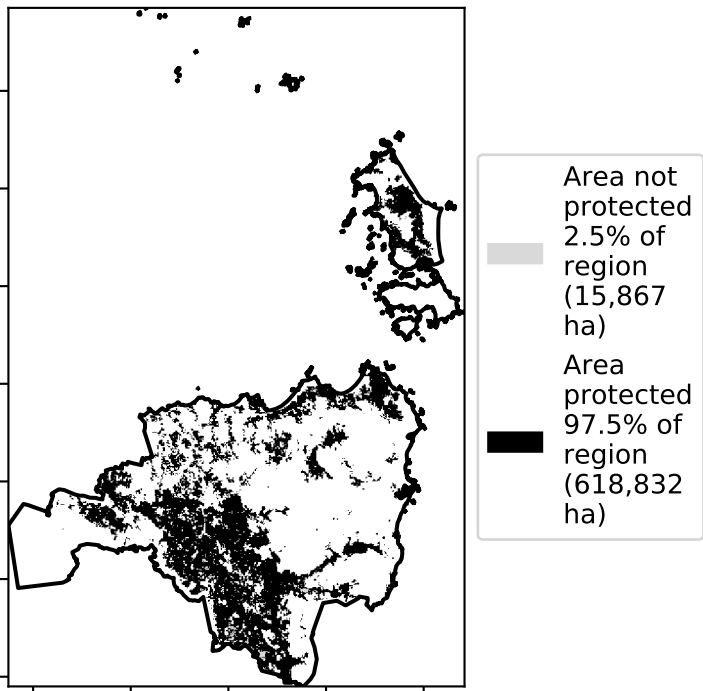 Area not
protected
2.5% of
region
(15,867
ha)
Area
protected
97.5% of
region
(618,832
ha)